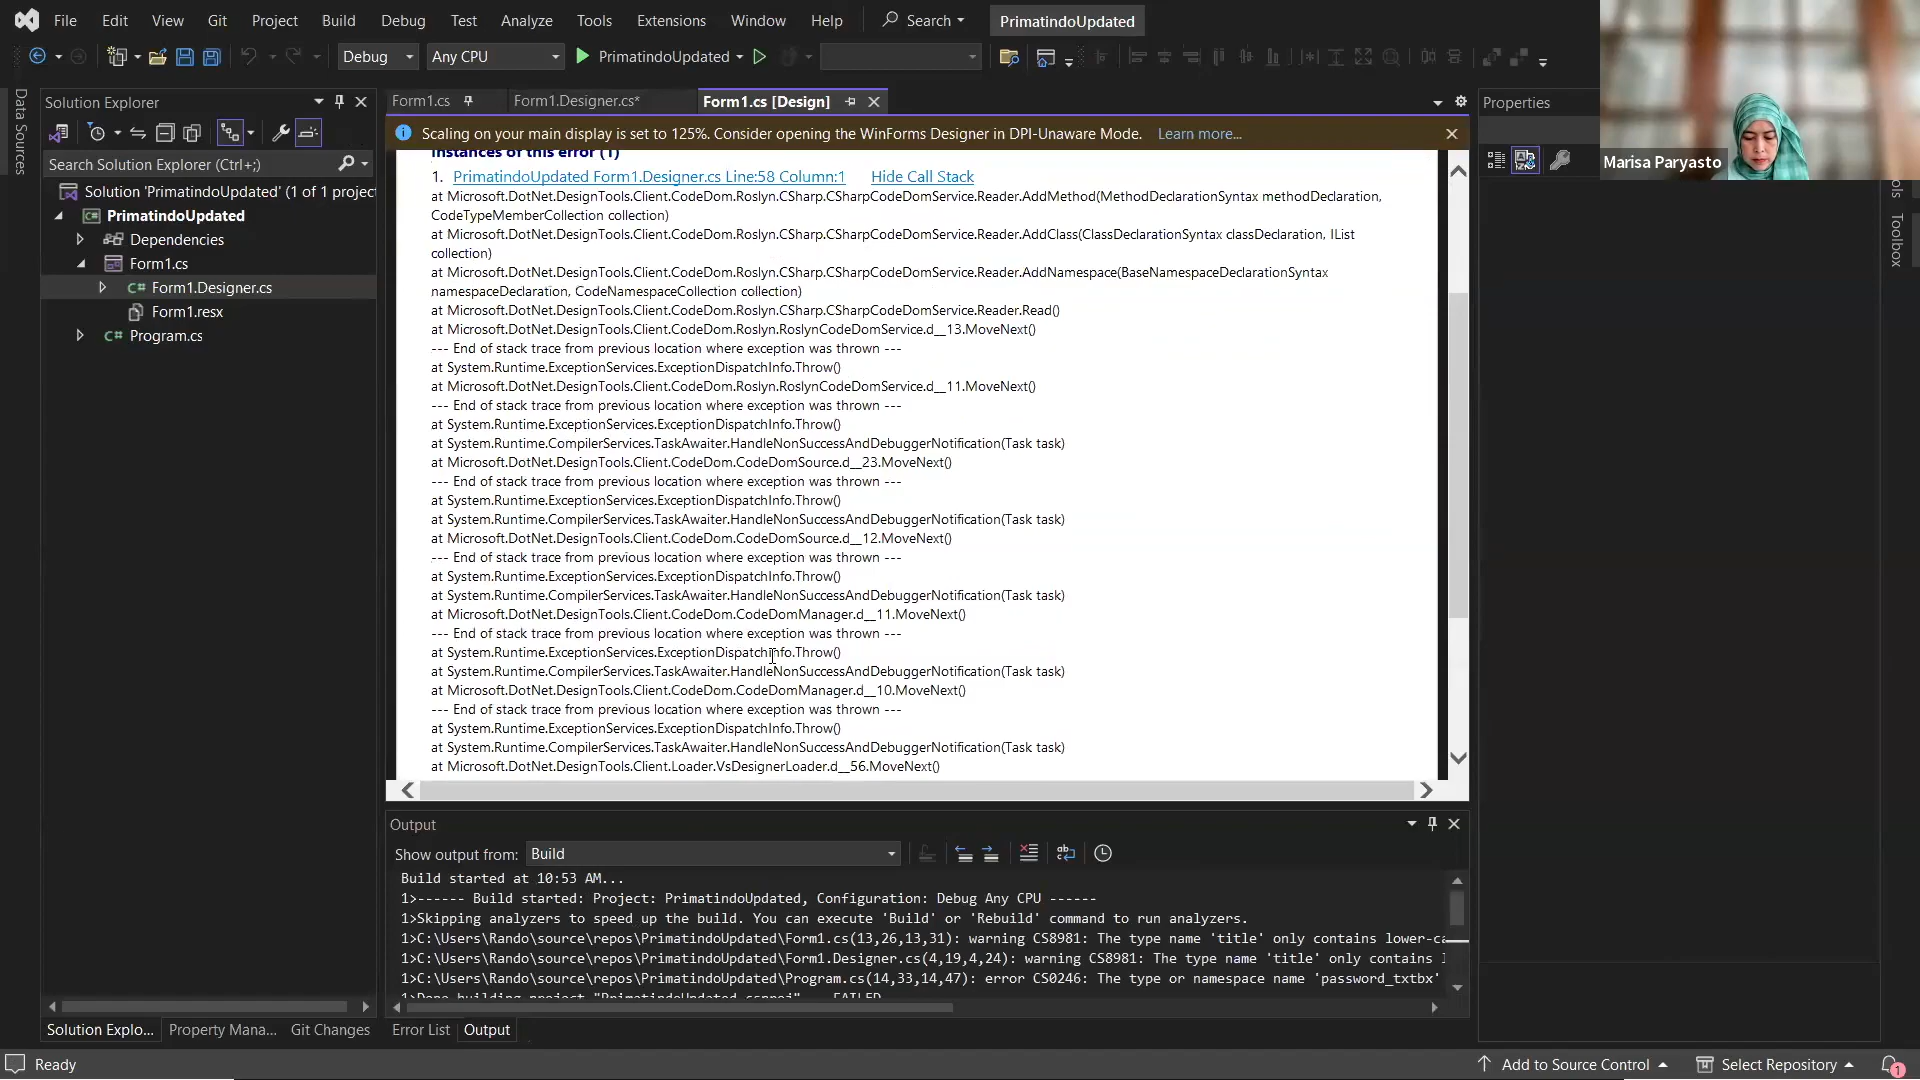 File Edit View Git Project Build Debug Test Analyze Tools Extensions Window Help Search PrimatindoUpdated
Debug Any CPU PrimatindoUpdated
Data Sources
Solution Explorer
Search Solution Explorer (Ctrl+;)
Solution 'PrimatindoUpdated' (1 of 1 project
PrimatindoUpdated
Dependencies
Form1.cs
Form1.Designer.cs
Form1.resx
Program.cs
Form1.cs Form1.Designer.cs* Form1.cs [Design]
Scaling on your main display is set to 125%. Consider opening the WinForms Designer in DPI-Unaware Mode. Learn more...
Instances of this error (1)
1. PrimatindoUpdated Form1.Designer.cs Line:58 Column:1 Hide Call Stack
at Microsoft.DotNet.DesignTools.Client.CodeDom.Roslyn.CSharp.CSharpCodeDomService.Reader.AddMethod(MethodDeclarationSyntax methodDeclaration,
CodeTypeMemberCollection collection)
at Microsoft.DotNet.DesignTools.Client.CodeDom.Roslyn.CSharp.CSharpCodeDomService.Reader.AddClass(ClassDeclarationSyntax classDeclaration, IList
collection)
at Microsoft.DotNet.DesignTools.Client.CodeDom.Roslyn.CSharp.CSharpCodeDomService.Reader.AddNamespace(BaseNamespaceDeclarationSyntax
namespaceDeclaration, CodeNamespaceCollection collection)
at Microsoft.DotNet.DesignTools.Client.CodeDom.Roslyn.CSharp.CSharpCodeDomService.Reader.Read()
at Microsoft.DotNet.DesignTools.Client.CodeDom.Roslyn.RoslynCodeDomService.d__13.MoveNext()
--- End of stack trace from previous location where exception was thrown ---
at System.Runtime.ExceptionServices.ExceptionDispatchInfo.Throw()
at Microsoft.DotNet.DesignTools.Client.CodeDom.Roslyn.RoslynCodeDomService.d__11.MoveNext()
--- End of stack trace from previous location where exception was thrown ---
at System.Runtime.ExceptionServices.ExceptionDispatchInfo.Throw()
at System.Runtime.CompilerServices.TaskAwaiter.HandleNonSuccessAndDebuggerNotification(Task task)
at Microsoft.DotNet.DesignTools.Client.CodeDom.CodeDomSource.d__23.MoveNext()
--- End of stack trace from previous location where exception was thrown ---
at System.Runtime.ExceptionServices.ExceptionDispatchInfo.Throw()
at System.Runtime.CompilerServices.TaskAwaiter.HandleNonSuccessAndDebuggerNotification(Task task)
at Microsoft.DotNet.DesignTools.Client.CodeDom.CodeDomSource.d__12.MoveNext()
--- End of stack trace from previous location where exception was thrown ---
at System.Runtime.ExceptionServices.ExceptionDispatchInfo.Throw()
at System.Runtime.CompilerServices.TaskAwaiter.HandleNonSuccessAndDebuggerNotification(Task task)
at Microsoft.DotNet.DesignTools.Client.CodeDom.CodeDomManager.d__11.MoveNext()
--- End of stack trace from previous location where exception was thrown ---
at System.Runtime.ExceptionServices.ExceptionDispatchInfo.Throw()
at System.Runtime.CompilerServices.TaskAwaiter.HandleNonSuccessAndDebuggerNotification(Task task)
at Microsoft.DotNet.DesignTools.Client.CodeDom.CodeDomManager.d__10.MoveNext()
--- End of stack trace from previous location where exception was thrown ---
at System.Runtime.ExceptionServices.ExceptionDispatchInfo.Throw()
at System.Runtime.CompilerServices.TaskAwaiter.HandleNonSuccessAndDebuggerNotification(Task task)
at Microsoft.DotNet.DesignTools.Client.Loader.VsDesignerLoader.d__56.MoveNext()
Properties
Marisa Paryasto
Toolbox
Output
Show output from: Build
Build started at 10:53 AM...
1>------ Build started: Project: PrimatindoUpdated, Configuration: Debug Any CPU ------
1>Skipping analyzers to speed up the build. You can execute 'Build' or 'Rebuild' command to run analyzers.
1>C:\Users\Rando\source\repos\PrimatindoUpdated\Form1.cs(13,26,13,31): warning CS8981: The type name 'title' only contains lower-ca
1>C:\Users\Rando\source\repos\PrimatindoUpdated\Form1.Designer.cs(4,19,4,24): warning CS8981: The type name 'title' only contains
1>C:\Users\Rando\source\repos\PrimatindoUpdated\Program.cs(14,33,14,47): error CS0246: The type or namespace name 'password_txtbx'
1>Done building project "PrimatindoUpdated.csproj" -- FAILED.
Solution Explo... Property Mana... Git Changes Error List Output
Ready Add to Source Control Select Repository 1